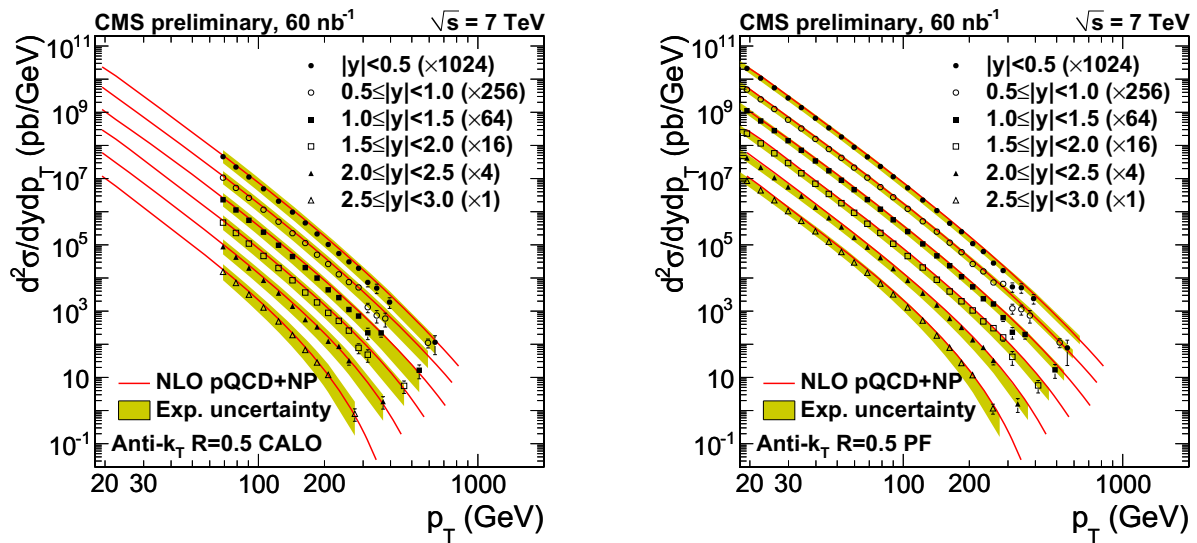 CMS preliminary, 60 nb⁻¹ √s = 7 TeV
d²σ/dydp_T (pb/GeV)
10¹¹
10⁹
10⁷
10⁵
10³
10
10⁻¹
|y|<0.5 (×1024)
0.5≤|y|<1.0 (×256)
1.0≤|y|<1.5 (×64)
1.5≤|y|<2.0 (×16)
2.0≤|y|<2.5 (×4)
2.5≤|y|<3.0 (×1)
NLO pQCD+NP
Exp. uncertainty
Anti-k_T R=0.5 CALO
20 30 100 200 1000
p_T (GeV)
CMS preliminary, 60 nb⁻¹ √s = 7 TeV
d²σ/dydp_T (pb/GeV)
10¹¹
10⁹
10⁷
10⁵
10³
10
10⁻¹
|y|<0.5 (×1024)
0.5≤|y|<1.0 (×256)
1.0≤|y|<1.5 (×64)
1.5≤|y|<2.0 (×16)
2.0≤|y|<2.5 (×4)
2.5≤|y|<3.0 (×1)
NLO pQCD+NP
Exp. uncertainty
Anti-k_T R=0.5 PF
20 30 100 200 1000
p_T (GeV)